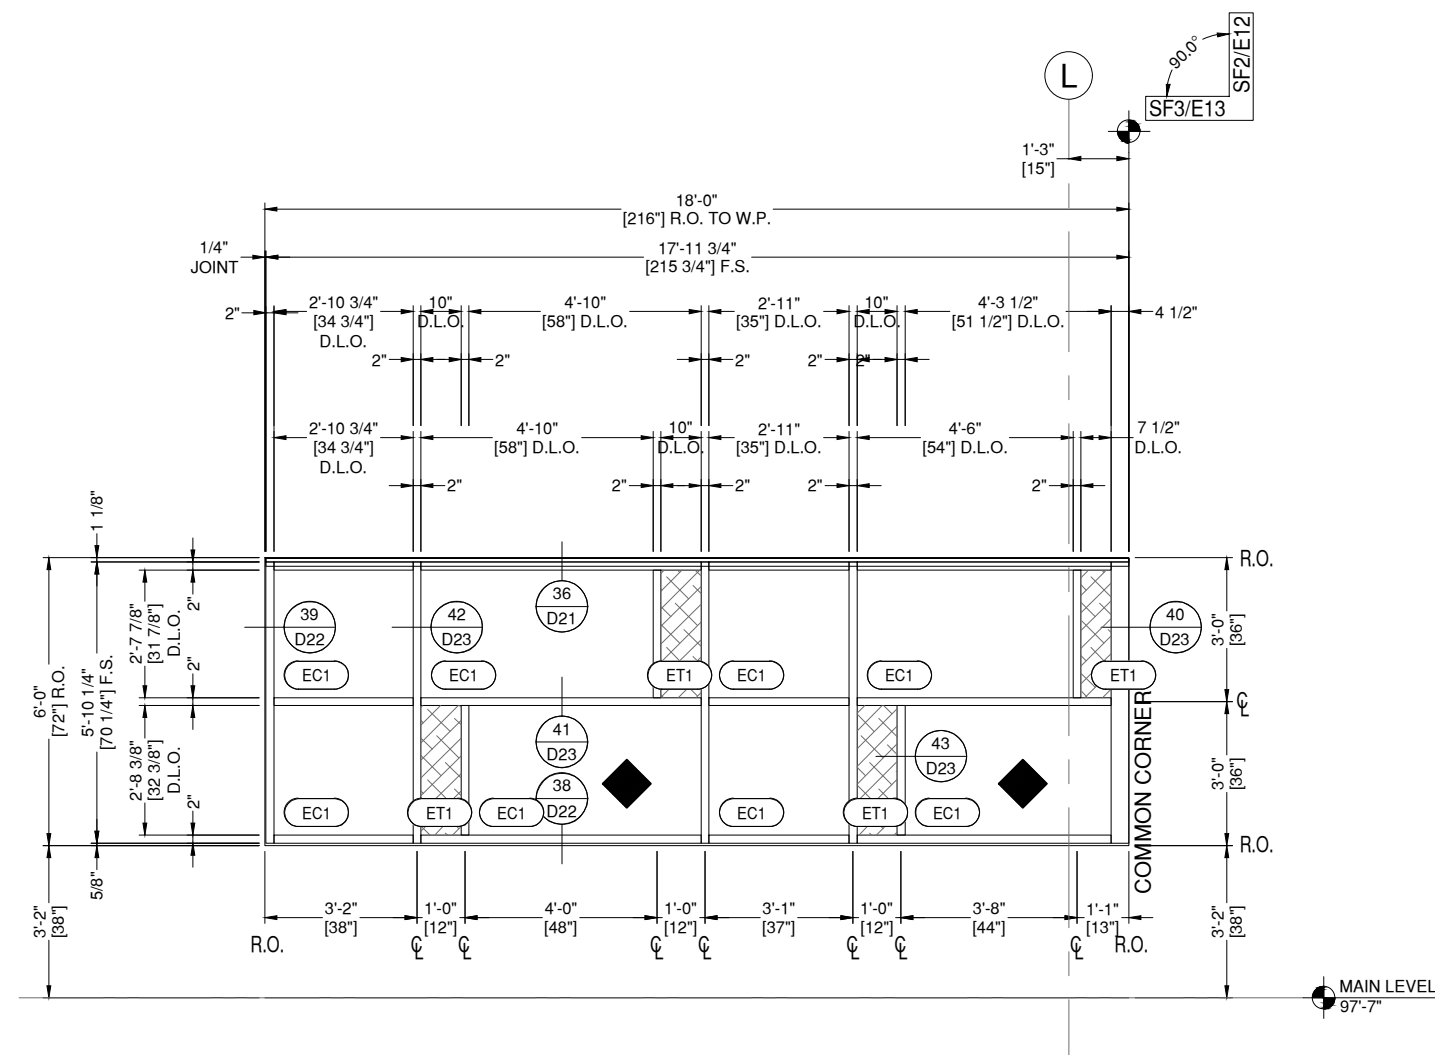 SF2/E12
90.0°
SF3/E13
L
1'-3"
[15"]
18'-0"
[216"] R.O. TO W.P.
1/4"
JOINT
17'-11 3/4"
[215 3/4"] F.S.
2"
2'-10 3/4"
[34 3/4"]
D.L.O.
10"
D.L.O.
4'-10"
[58"] D.L.O.
2'-11"
[35"] D.L.O.
10"
D.L.O.
4'-3 1/2"
[51 1/2"] D.L.O.
4 1/2"
2"
2"
2"
2"
2"
2'-10 3/4"
[34 3/4"]
D.L.O.
4'-10"
[58"] D.L.O.
10"
D.L.O.
2'-11"
[35"] D.L.O.
4'-6"
[54"] D.L.O.
7 1/2"
D.L.O.
2"
2"
2"
2"
2"
1 1/8"
R.O.
6'-0"
[72"] R.O.
5'-10 1/4"
[70 1/4"] F.S.
2'-7 7/8"
[31 7/8"]
D.L.O.
2"
2"
2'-8 3/8"
[32 3/8"]
D.L.O.
2"
5/8"
39
D22
42
D23
36
D21
40
D23
3'-0"
[36"]
EC1
EC1
ET1
EC1
EC1
ET1
CL
41
D23
43
D23
38
D22
3'-0"
[36"]
EC1
ET1
EC1
EC1
ET1
EC1
COMMON CORNER
R.O.
3'-2"
[38"]
3'-2"
[38"]
1'-0"
[12"]
4'-0"
[48"]
1'-0"
[12"]
3'-1"
[37"]
1'-0"
[12"]
3'-8"
[44"]
1'-1"
[13"]
3'-2"
[38"]
R.O.
CL
CL
CL
CL
CL
CL
CL
R.O.
MAIN LEVEL
97'-7"